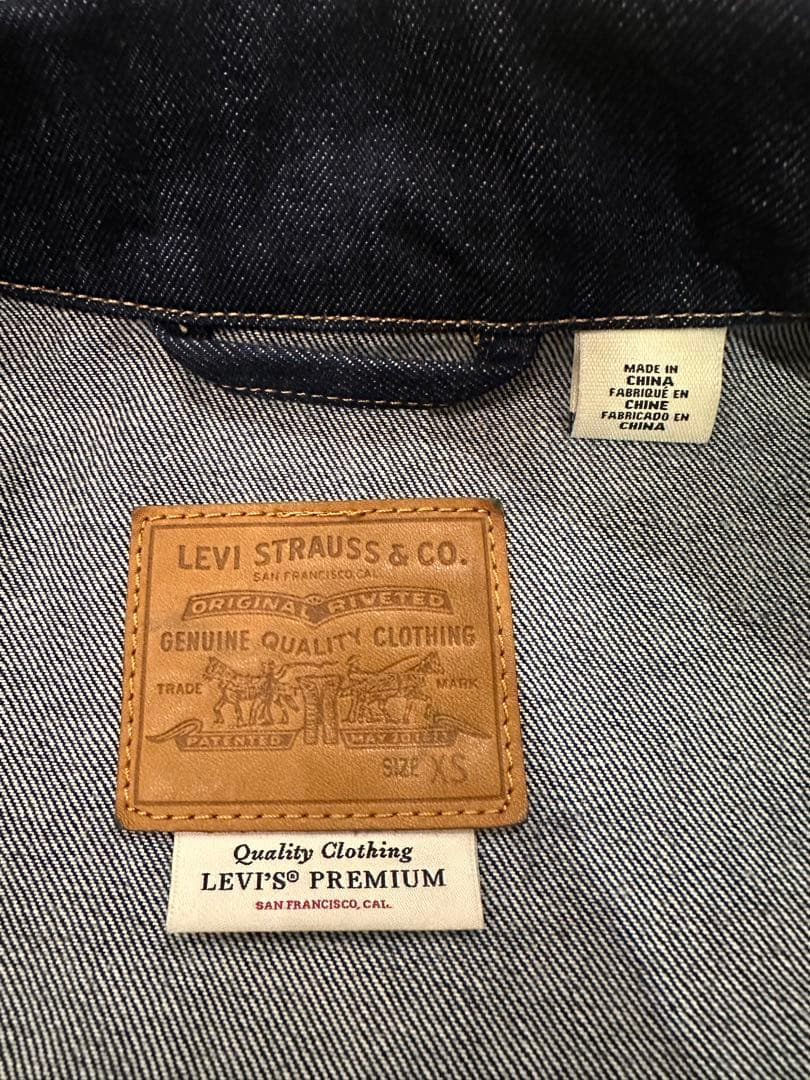 MADE IN
CHINA
FABRIQUÉ EN
CHINE
FABRICADO EN
CHINA
LEVI STRAUSS & CO.
SAN FRANCISCO, CAL.
ORIGINAL RIVETED
GENUINE QUALITY CLOTHING
TRADE MARK
PATENTED MAY 20 1873
SIZE XS
Quality Clothing
LEVI'S® PREMIUM
SAN FRANCISCO, CAL.